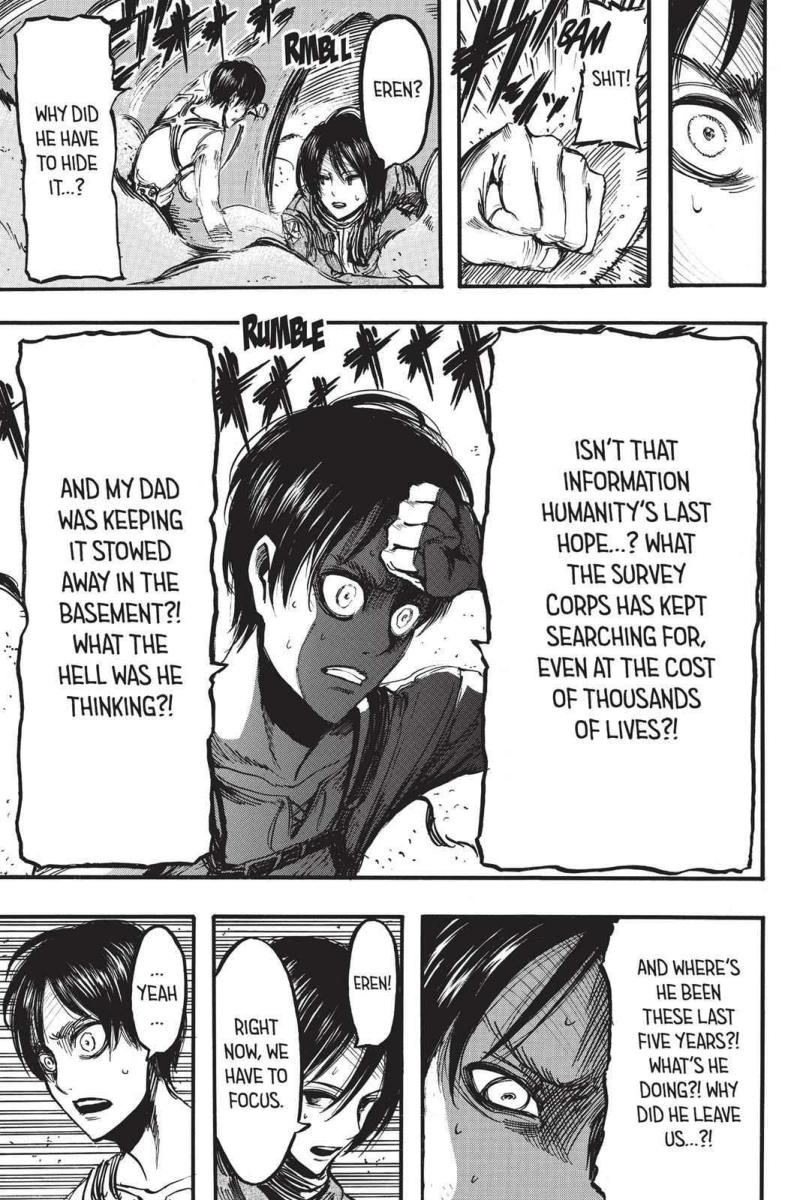 SHIT!
BAM
EREN?
RMBLL
WHY DID
HE HAVE
TO HIDE
IT...?
ISN'T THAT
INFORMATION
HUMANITY'S LAST
HOPE...? WHAT
THE SURVEY
CORPS HAS KEPT
SEARCHING FOR,
EVEN AT THE COST
OF THOUSANDS
OF LIVES?!
RUMBLE
AND MY DAD
WAS KEEPING
IT STOWED
AWAY IN THE
BASEMENT?!
WHAT THE
HELL WAS HE
THINKING?!
AND WHERE'S
HE BEEN
THESE LAST
FIVE YEARS?!
WHAT'S HE
DOING?! WHY
DID HE LEAVE
US...?!
EREN!
RIGHT
NOW, WE
HAVE TO
FOCUS.
...
YEAH
...